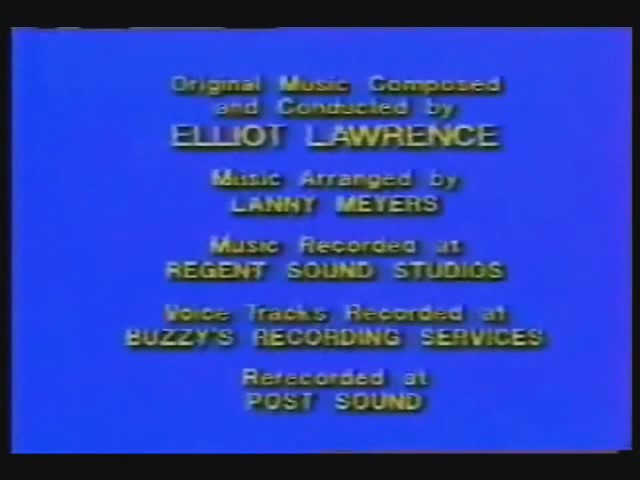 Original Music Composed
and Conducted by
ELLIOT LAWRENCE
Music Arranged by
LANNY MEYERS
Music Recorded at
REGENT SOUND STUDIOS
Voice Tracks Recorded at
BUZZY'S RECORDING SERVICES
Rerecorded at
POST SOUND